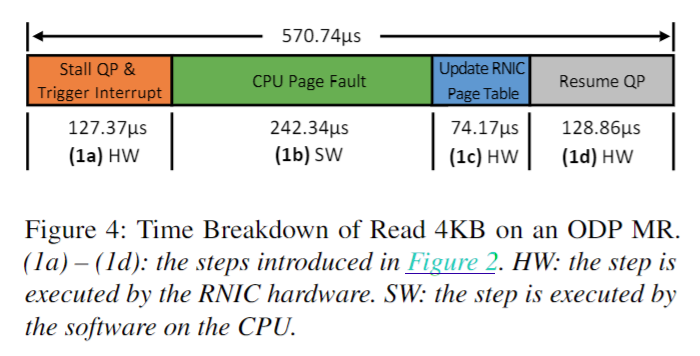 570.74μs
Stall QP &
Trigger Interrupt
CPU Page Fault
Update RNIC
Page Table
Resume QP
127.37μs
(1a) HW
242.34μs
(1b) SW
74.17μs
(1c) HW
128.86μs
(1d) HW
Figure 4: Time Breakdown of Read 4KB on an ODP MR.
(1a) – (1d): the steps introduced in Figure 2. HW: the step is
executed by the RNIC hardware. SW: the step is executed by
the software on the CPU.